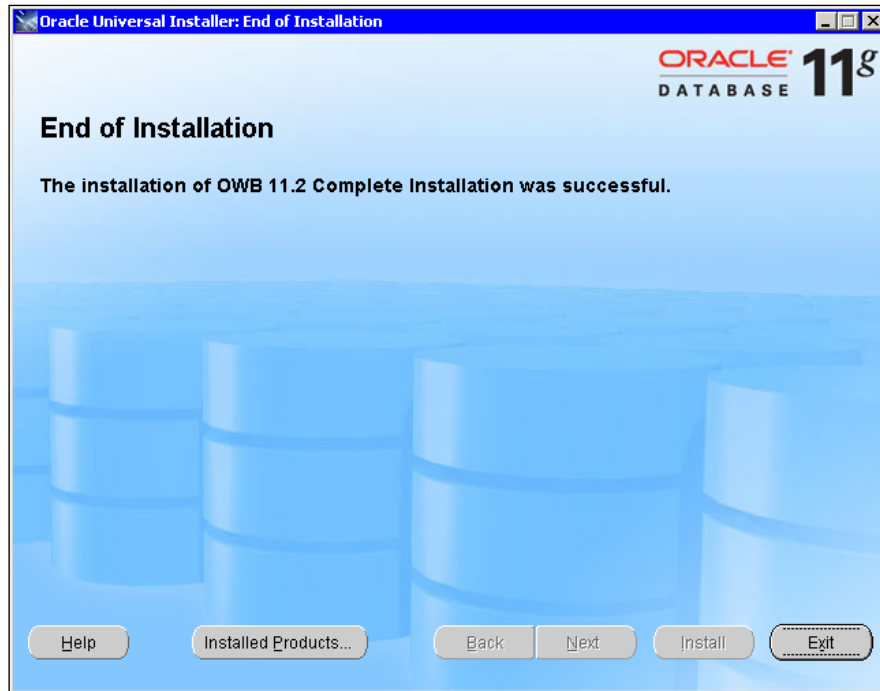 Oracle Universal Installer: End of Installation
ORACLE 11g
DATABASE
End of Installation
The installation of OWB 11.2 Complete Installation was successful.
Help Installed Products... Back Next Install Exit